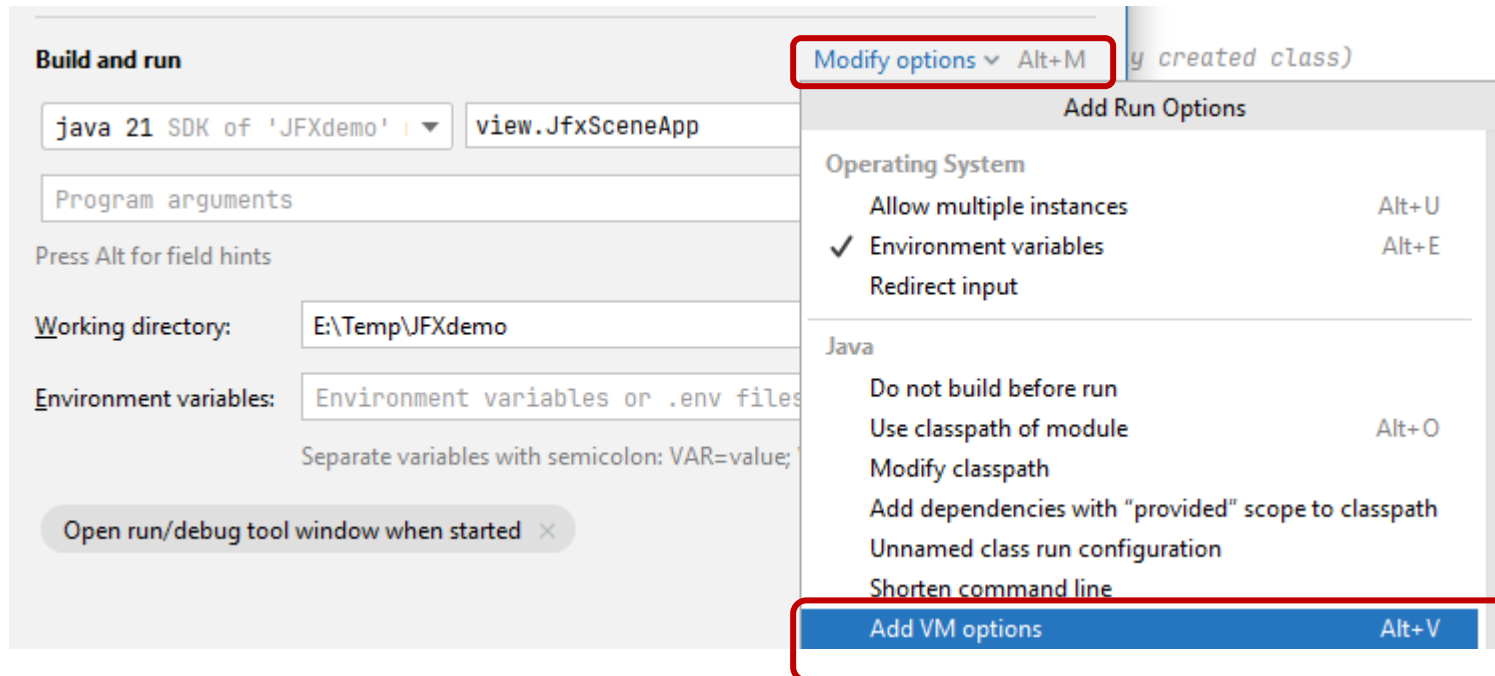 Build and run
Modify options Alt+M
y created class)
java 21 SDK of 'JFXdemo'
view.JfxSceneApp
Program arguments
Press Alt for field hints
Working directory:
E:\Temp\JFXdemo
Environment variables:
Environment variables or .env files
Separate variables with semicolon: VAR=value;
Open run/debug tool window when started
Add Run Options
Operating System
Allow multiple instances Alt+U
Environment variables Alt+E
Redirect input
Java
Do not build before run
Use classpath of module Alt+O
Modify classpath
Add dependencies with “provided” scope to classpath
Unnamed class run configuration
Shorten command line
Add VM options Alt+V